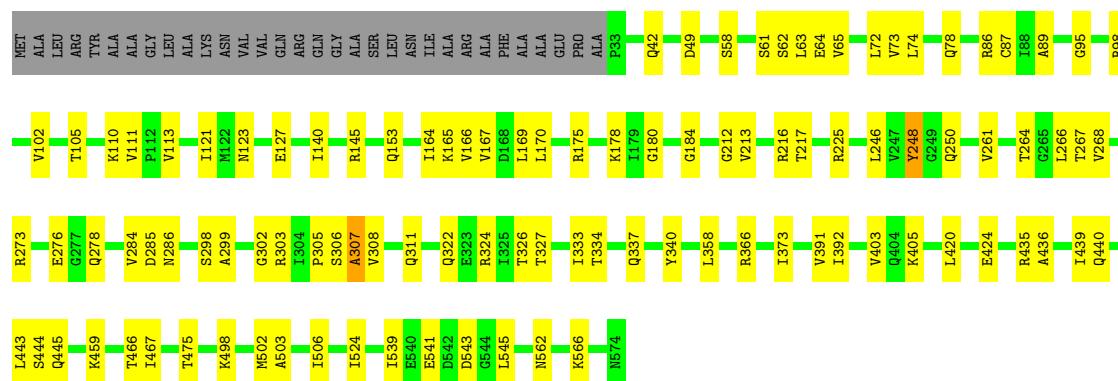 MET ALA LEU ARG TYR ALA ALA GLY LEU ALA LYS ASN VAL VAL GLN ARG GLN GLY ALA SER LEU ASN ILE ALA ARG ALA PHE ALA ALA GLU PRO ALA P33 Q42 D49 S58 S61 S62 L63 E64 V65 L72 V73 L74 Q78 R86 C87 I88 A89 G95
V102 T105 K110 V111 P112 V113 I121 M122 N123 E127 I140 R145 Q153 I164 K165 V166 V167 D168 L169 L170 R175 K178 I179 G180 G184 G212 V213 R216 T217 R225 L246 V247 Y248 G249 Q250 V261 T264 G265 L266 T267 V268
R273 E276 G277 Q278 V284 D285 N286 S298 A299 G302 R303 I304 P305 S306 A307 V308 Q311 Q322 E323 R324 I325 T326 T327 I333 T334 Q337 Y340 L358 R366 I373 V391 I392 V403 Q404 K405 L420 E424 R435 A436 I439 Q440
L443 S444 Q445 K459 T466 I467 T475 K498 M502 A503 I506 I524 I539 E540 E541 D542 D543 G544 L545 N562 K566 N574